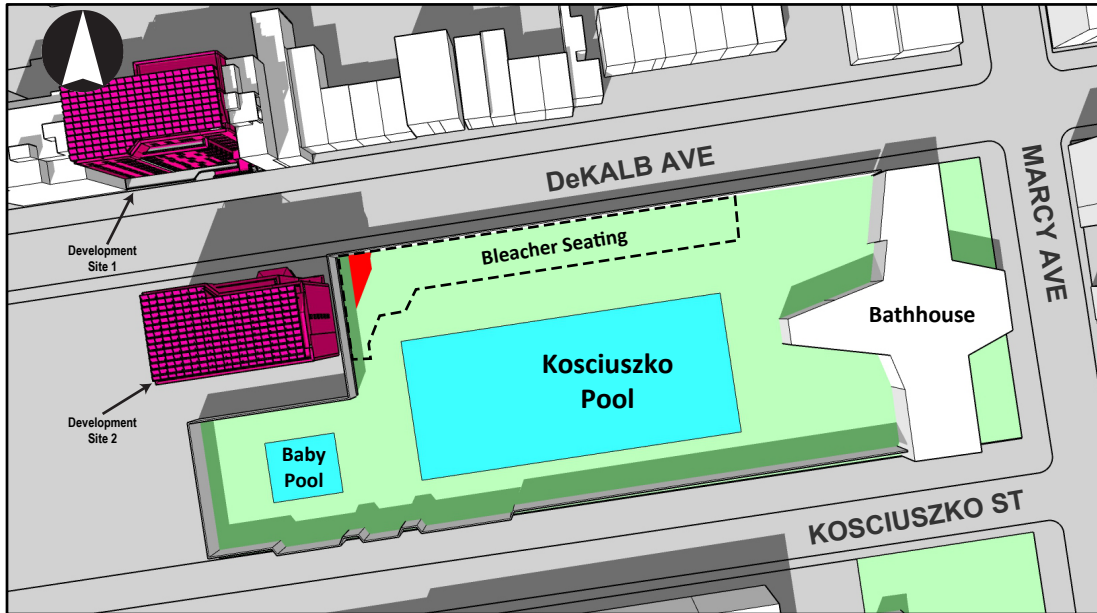 DeKALB AVE
MARCY AVE
Development
Site 1
Bleacher Seating
Bathhouse
Kosciuszko
Pool
Development
Site 2
Baby
Pool
KOSCIUSZKO ST